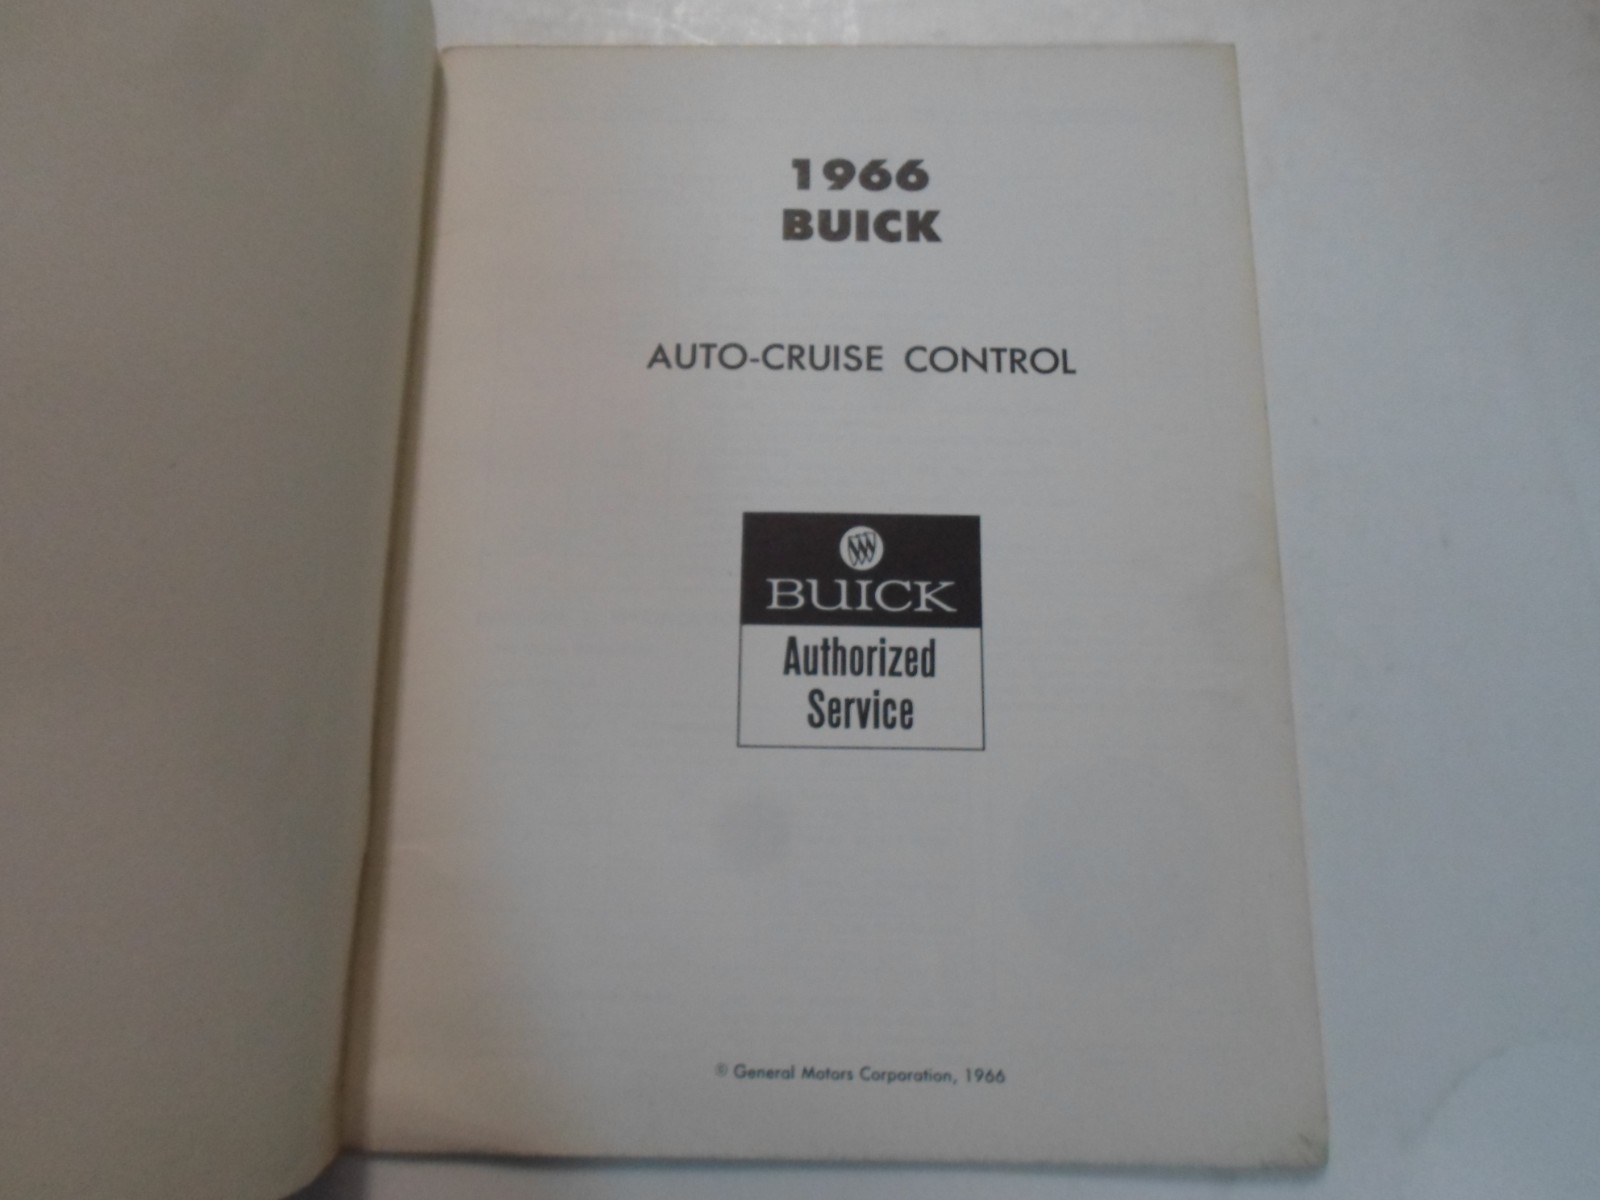 1966
BUICK
AUTO-CRUISE CONTROL
BUICK
Authorized
Service
© General Motors Corporation, 1966